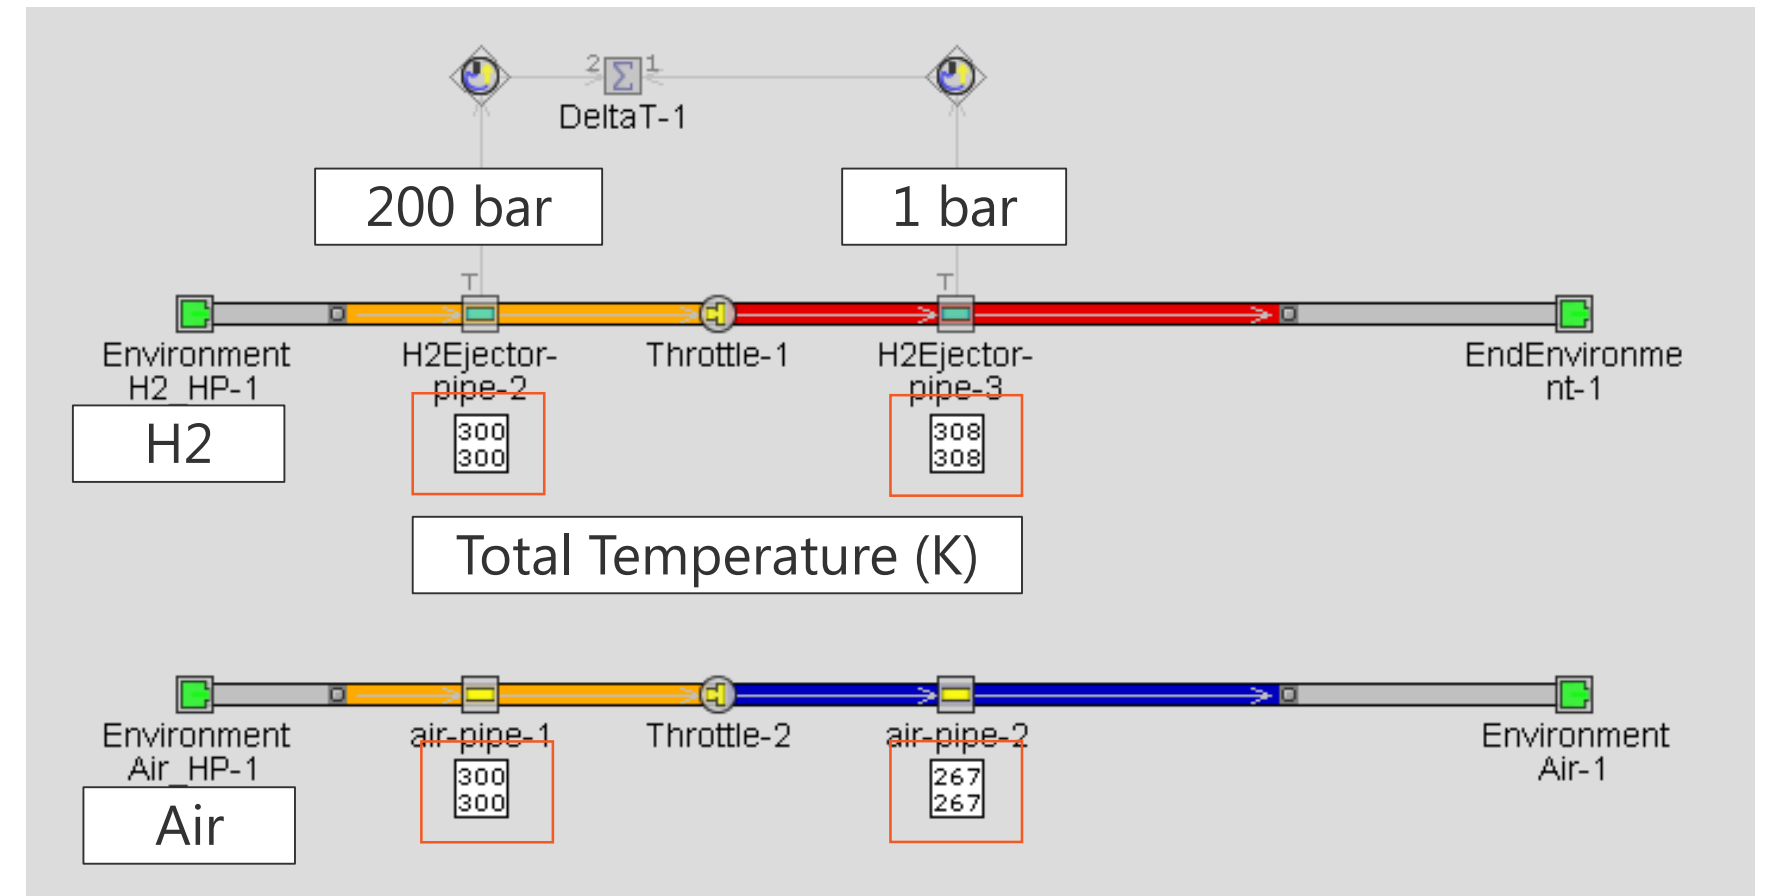 2 Σ 1
DeltaT-1
200 bar
1 bar
T
T
Environment
H2_HP-1
H2Ejector-
pipe-2
Throttle-1
H2Ejector-
pipe-3
EndEnvironme
nt-1
H2
300
300
308
308
Total Temperature (K)
Environment
Air_HP-1
air-pipe-1
Throttle-2
air-pipe-2
Environment
Air-1
Air
300
300
267
267